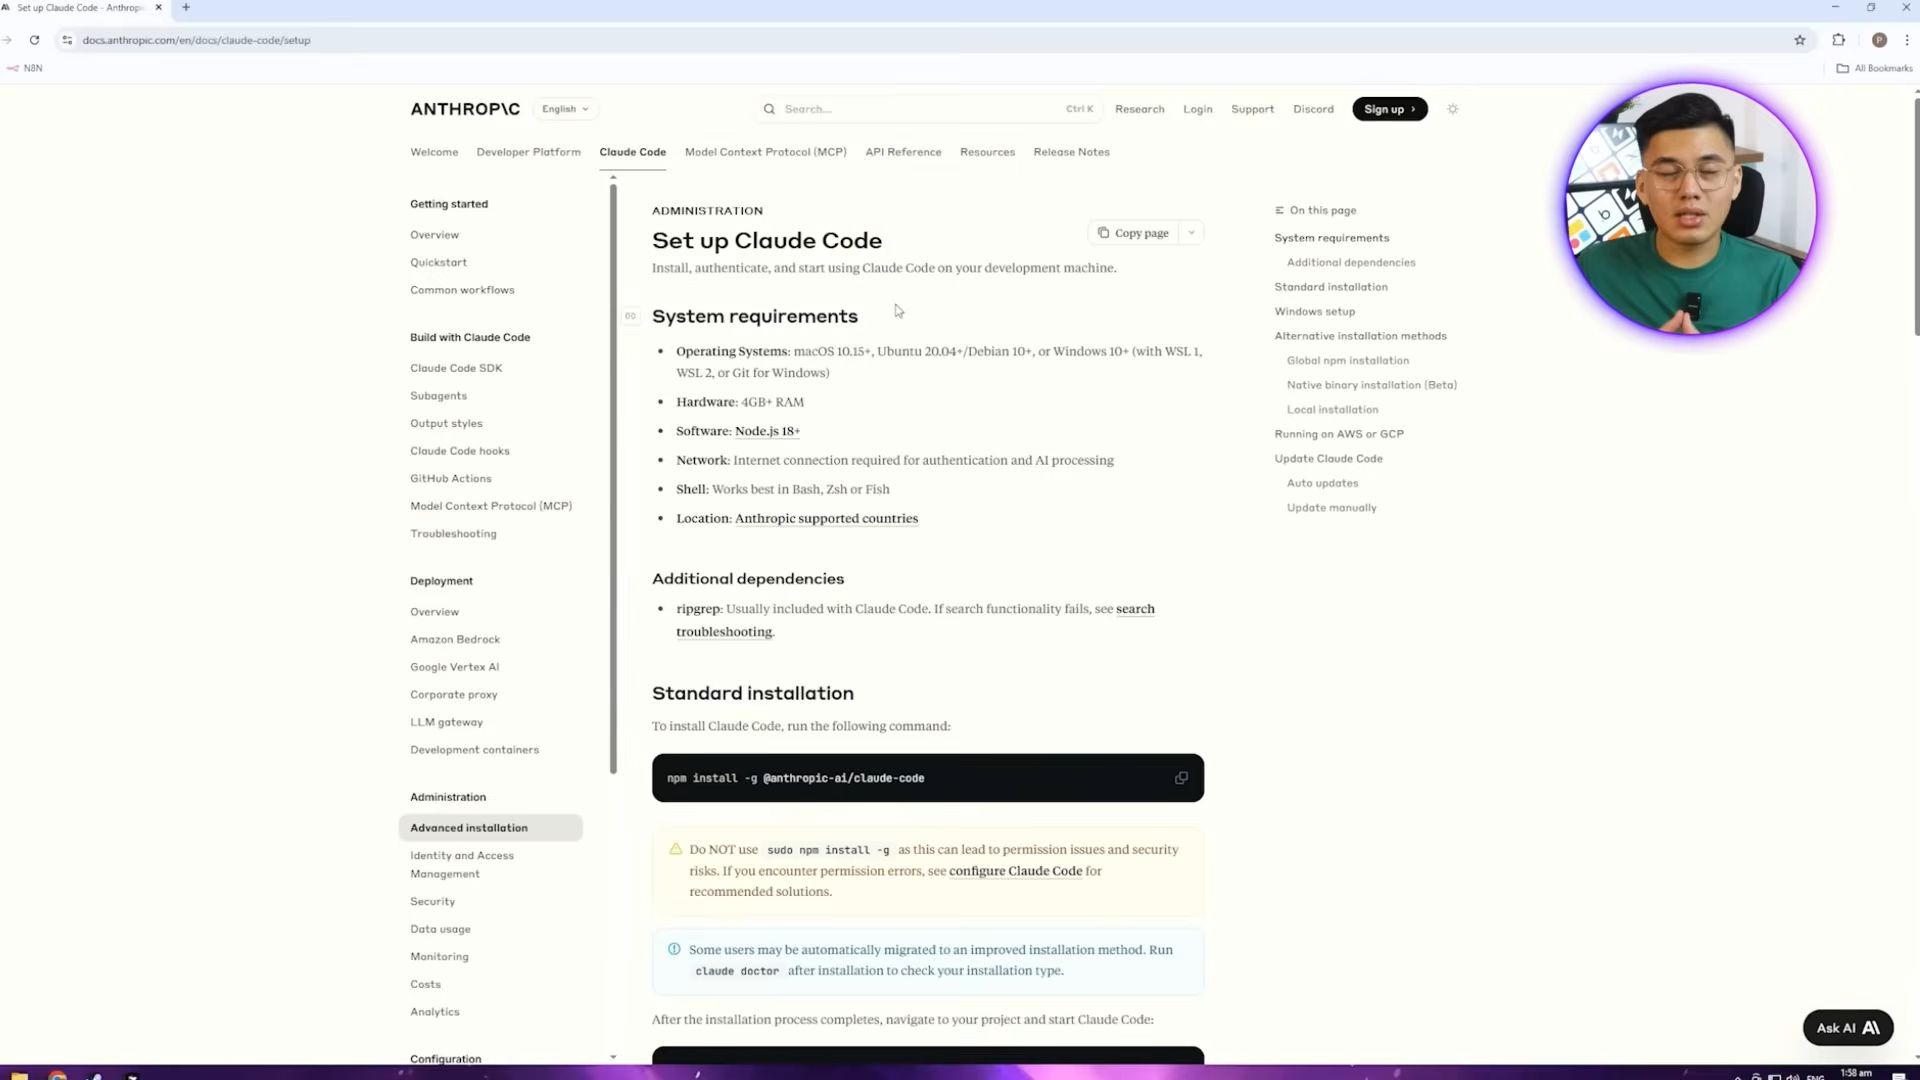 Set up Claude Code - Anthropic
docs.anthropic.com/en/docs/claude-code/setup
N8N
All Bookmarks
ANTHROP\C
English
Search...
Ctrl K
Research
Login
Support
Discord
Sign up
Welcome
Developer Platform
Claude Code
Model Context Protocol (MCP)
API Reference
Resources
Release Notes
Getting started
Overview
Quickstart
Common workflows
Build with Claude Code
Claude Code SDK
Subagents
Output styles
Claude Code hooks
GitHub Actions
Model Context Protocol (MCP)
Troubleshooting
Deployment
Overview
Amazon Bedrock
Google Vertex AI
Corporate proxy
LLM gateway
Development containers
Administration
Advanced installation
Identity and Access
Management
Security
Data usage
Monitoring
Costs
Analytics
Configuration
ADMINISTRATION
Set up Claude Code
Copy page
Install, authenticate, and start using Claude Code on your development machine.
System requirements
• Operating Systems: macOS 10.15+, Ubuntu 20.04+/Debian 10+, or Windows 10+ (with WSL 1,
WSL 2, or Git for Windows)
• Hardware: 4GB+ RAM
• Software: Node.js 18+
• Network: Internet connection required for authentication and AI processing
• Shell: Works best in Bash, Zsh or Fish
• Location: Anthropic supported countries
Additional dependencies
• ripgrep: Usually included with Claude Code. If search functionality fails, see search
troubleshooting.
Standard installation
To install Claude Code, run the following command:
npm install -g @anthropic-ai/claude-code
Do NOT use sudo npm install -g as this can lead to permission issues and security
risks. If you encounter permission errors, see configure Claude Code for
recommended solutions.
Some users may be automatically migrated to an improved installation method. Run
claude doctor after installation to check your installation type.
After the installation process completes, navigate to your project and start Claude Code:
On this page
System requirements
Additional dependencies
Standard installation
Windows setup
Alternative installation methods
Global npm installation
Native binary installation (Beta)
Local installation
Running on AWS or GCP
Update Claude Code
Auto updates
Update manually
Ask AI
P
b
ENG
1:58 am